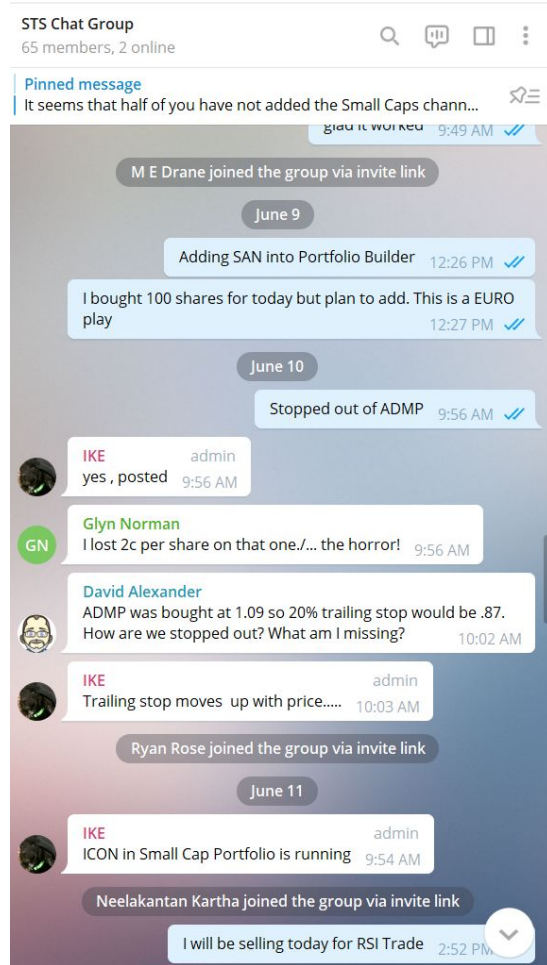 STS Chat Group
65 members, 2 online
Pinned message
It seems that half of you have not added the Small Caps chann...
glad it worked 9:49 AM
M E Drane joined the group via invite link
June 9
Adding SAN into Portfolio Builder 12:26 PM
I bought 100 shares for today but plan to add. This is a EURO
play 12:27 PM
June 10
Stopped out of ADMP 9:56 AM
IKE admin
yes , posted 9:56 AM
GN
Glyn Norman
I lost 2c per share on that one./... the horror! 9:56 AM
David Alexander
ADMP was bought at 1.09 so 20% trailing stop would be .87.
How are we stopped out? What am I missing? 10:02 AM
IKE admin
Trailing stop moves up with price..... 10:03 AM
Ryan Rose joined the group via invite link
June 11
IKE admin
ICON in Small Cap Portfolio is running 9:54 AM
Neelakantan Kartha joined the group via invite link
I will be selling today for RSI Trade 2:52 PM